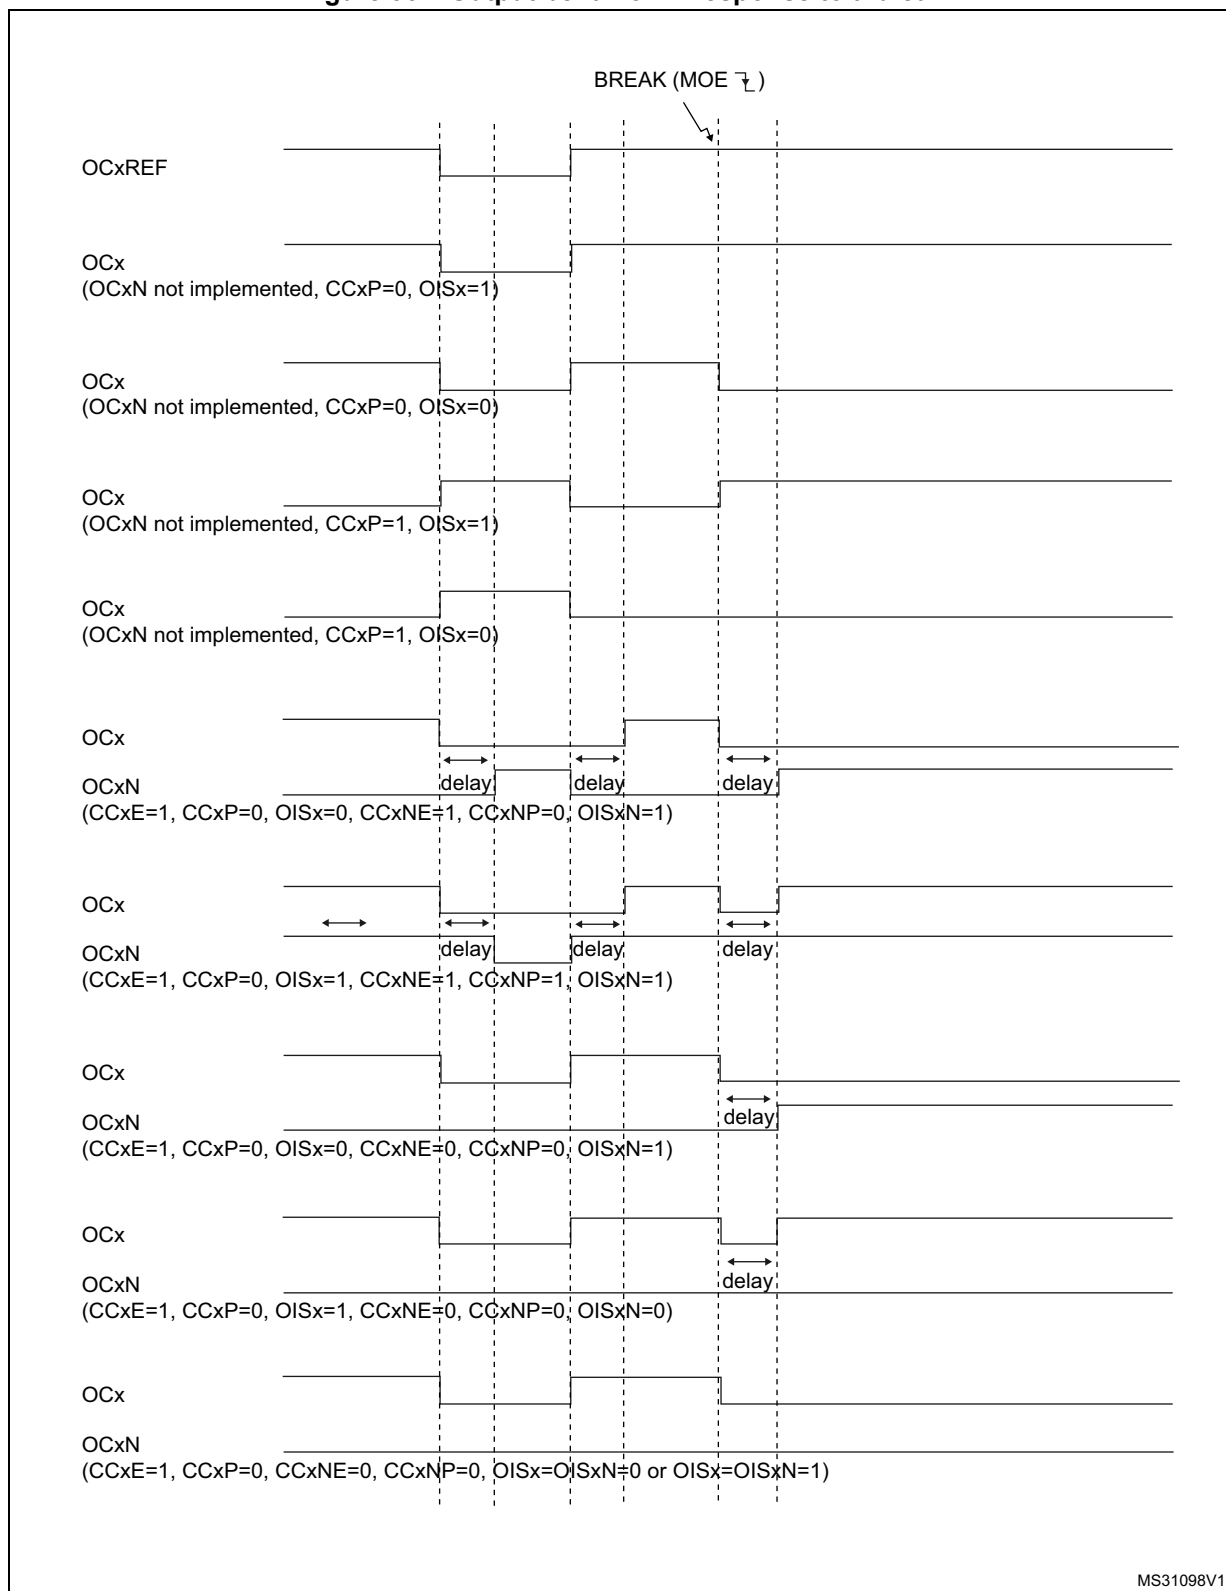 BREAK (MOE )
OCxREF
OCx
(OCxN not implemented, CCxP=0, OISx=1)
OCx
(OCxN not implemented, CCxP=0, OISx=0)
OCx
(OCxN not implemented, CCxP=1, OISx=1)
OCx
(OCxN not implemented, CCxP=1, OISx=0)
OCx
delay delay delay
OCxN
(CCxE=1, CCxP=0, OISx=0, CCxNE=1, CCxNP=0, OISxN=1)
OCx
delay delay delay
OCxN
(CCxE=1, CCxP=0, OISx=1, CCxNE=1, CCxNP=1, OISxN=1)
OCx
delay
OCxN
(CCxE=1, CCxP=0, OISx=0, CCxNE=0, CCxNP=0, OISxN=1)
OCx
delay
OCxN
(CCxE=1, CCxP=0, OISx=1, CCxNE=0, CCxNP=0, OISxN=0)
OCx
OCxN
(CCxE=1, CCxP=0, CCxNE=0, CCxNP=0, OISx=OISxN=0 or OISx=OISxN=1)
MS31098V1